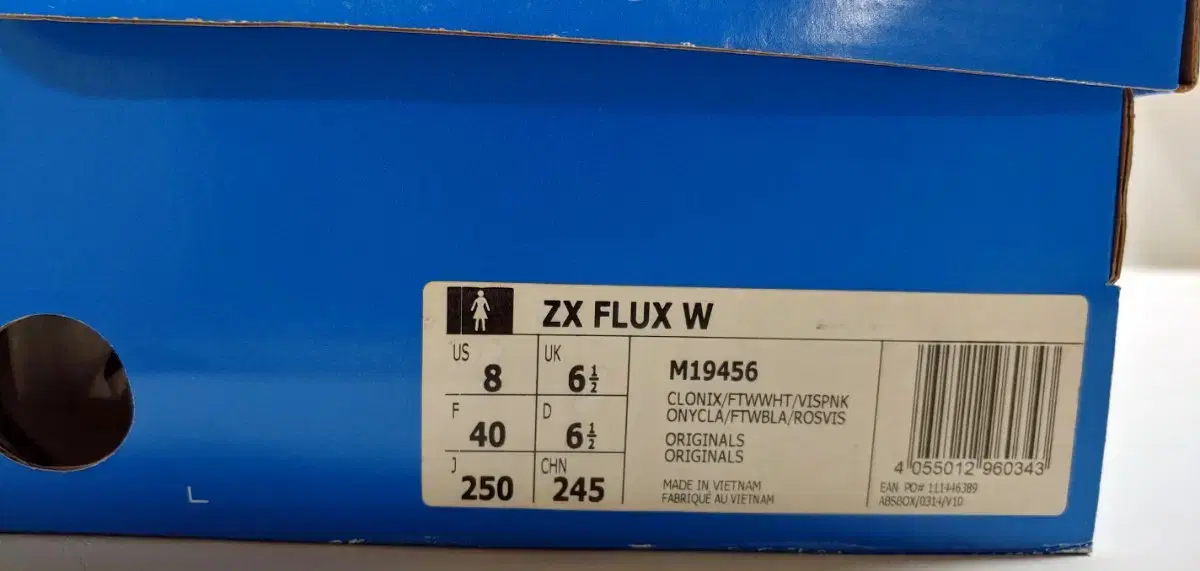 ZX FLUX W
US 8 UK 6½
F 40 D 6½
J 250 CHN 245
M19456
CLONIX/FTWWHT/VISPNK
ONYCLA/FTWBLA/ROSVIS
ORIGINALS
ORIGINALS
MADE IN VIETNAM
FABRIQUÉ AU VIETNAM
4 055012 960343
EAN PO# 111446389
ABSBOX/0314/V10
L